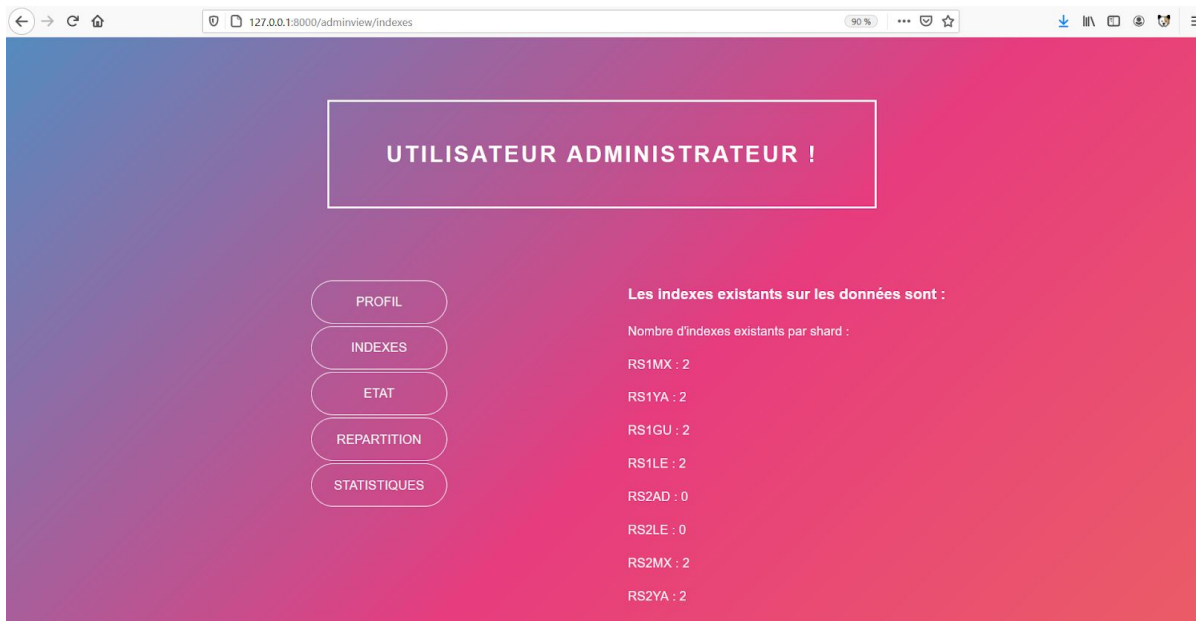 127.0.0.1:8000/adminview/indexes
90 %
UTILISATEUR ADMINISTRATEUR !
PROFIL
INDEXES
ETAT
REPARTITION
STATISTIQUES
Les indexes existants sur les données sont :
Nombre d'indexes existants par shard :
RS1MX : 2
RS1YA : 2
RS1GU : 2
RS1LE : 2
RS2AD : 0
RS2LE : 0
RS2MX : 2
RS2YA : 2